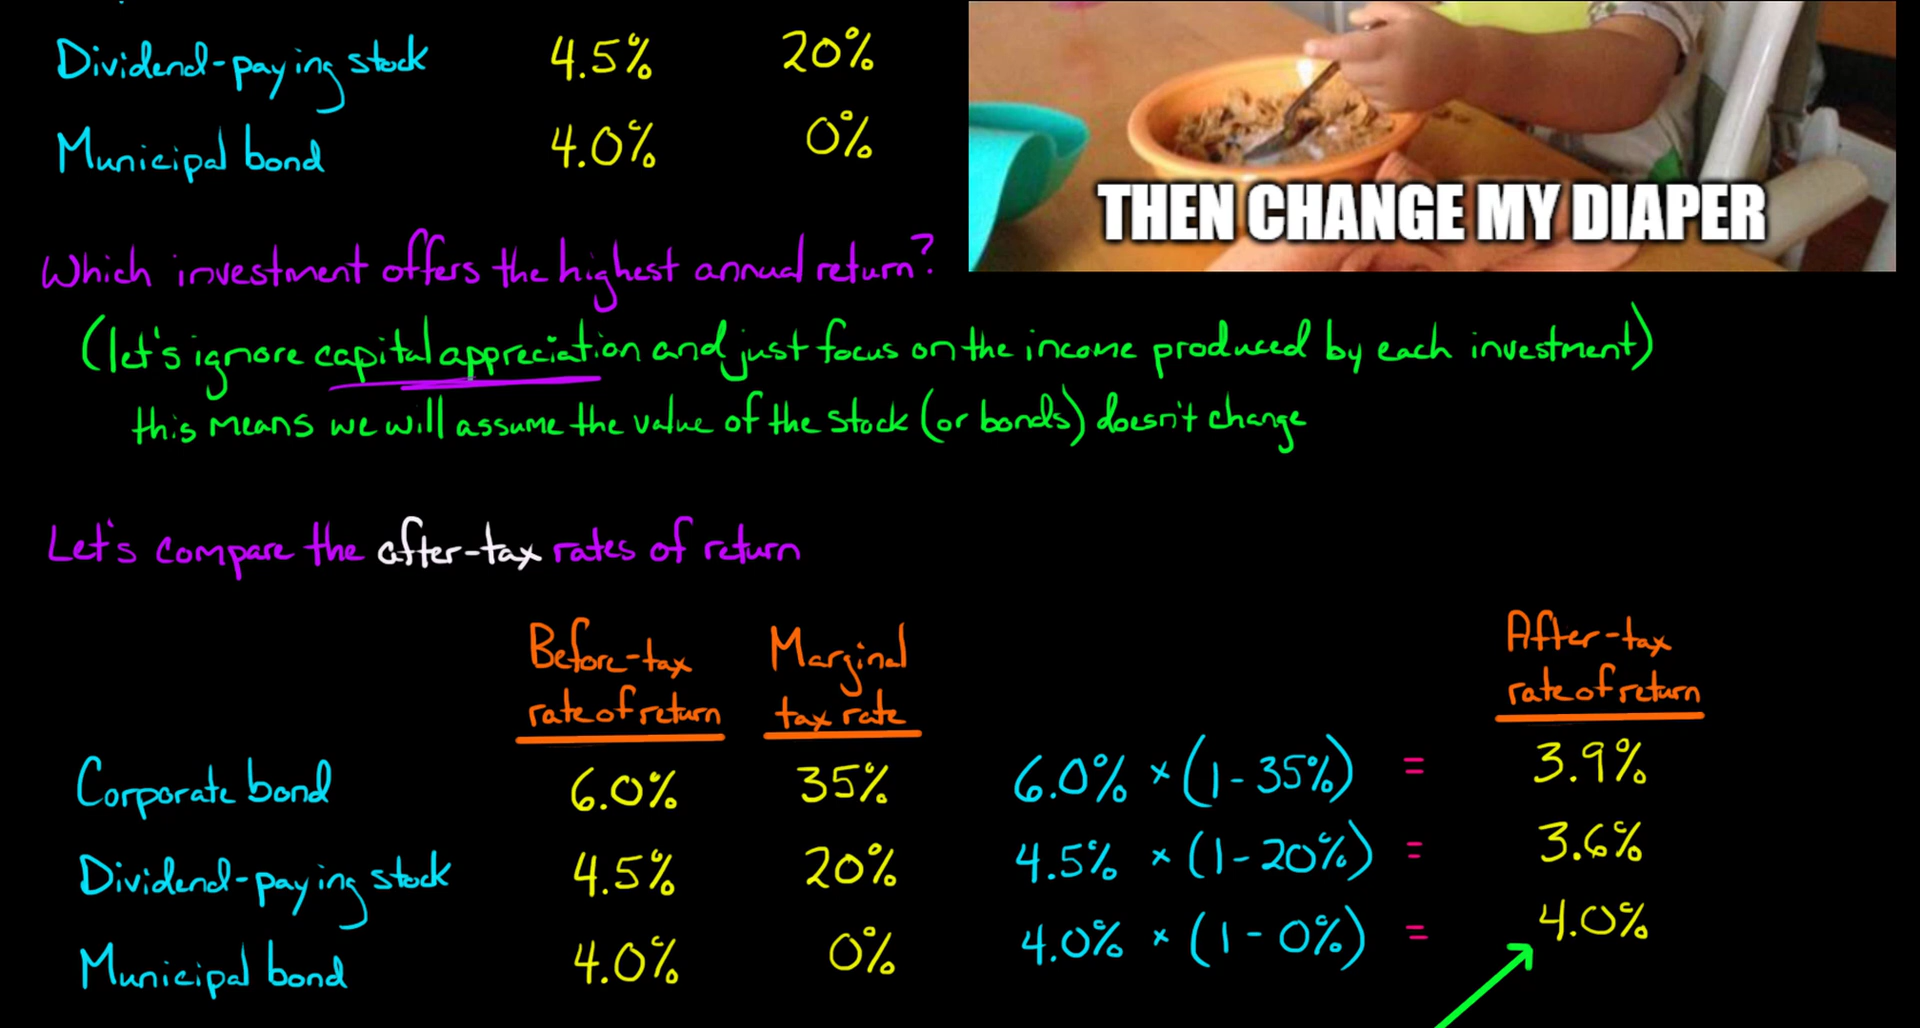 Dividend-paying stock 4.5% 20%
Municipal bond 4.0% 0%
THEN CHANGE MY DIAPER
Which investment offers the highest annual return?
(let's ignore capital appreciation and just focus on the income produced by each investment)
this means we will assume the value of the stock (or bonds) doesn't change
Let's compare the after-tax rates of return
Before-tax Marginal After-tax
rate of return tax rate rate of return
Corporate bond 6.0% 35% 6.0% × (1-35%) = 3.9%
Dividend-paying stock 4.5% 20% 4.5% × (1-20%) = 3.6%
Municipal bond 4.0% 0% 4.0% × (1-0%) = 4.0%